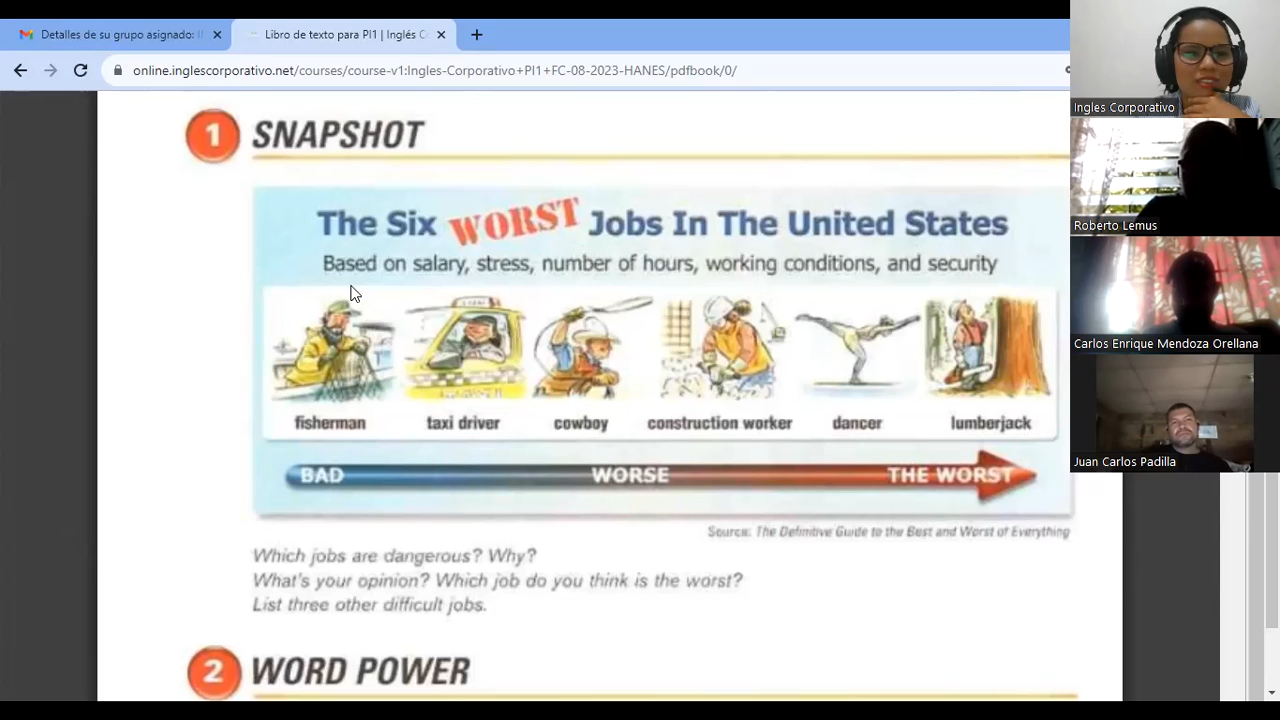 Detalles de su grupo asignado: I
Libro de texto para PI1 | Inglés C
online.inglescorporativo.net/courses/course-v1:Ingles-Corporativo+PI1+FC-08-2023-HANES/pdfbook/0/
1 SNAPSHOT
The Six WORST Jobs In The United States
Based on salary, stress, number of hours, working conditions, and security
TAXI
fisherman taxi driver cowboy construction worker dancer lumberjack
BAD WORSE THE WORST
Source: The Definitive Guide to the Best and Worst of Everything
Which jobs are dangerous? Why?
What's your opinion? Which job do you think is the worst?
List three other difficult jobs.
2 WORD POWER
Ingles Corporativo
Roberto Lemus
Carlos Enrique Mendoza Orellana
Juan Carlos Padilla